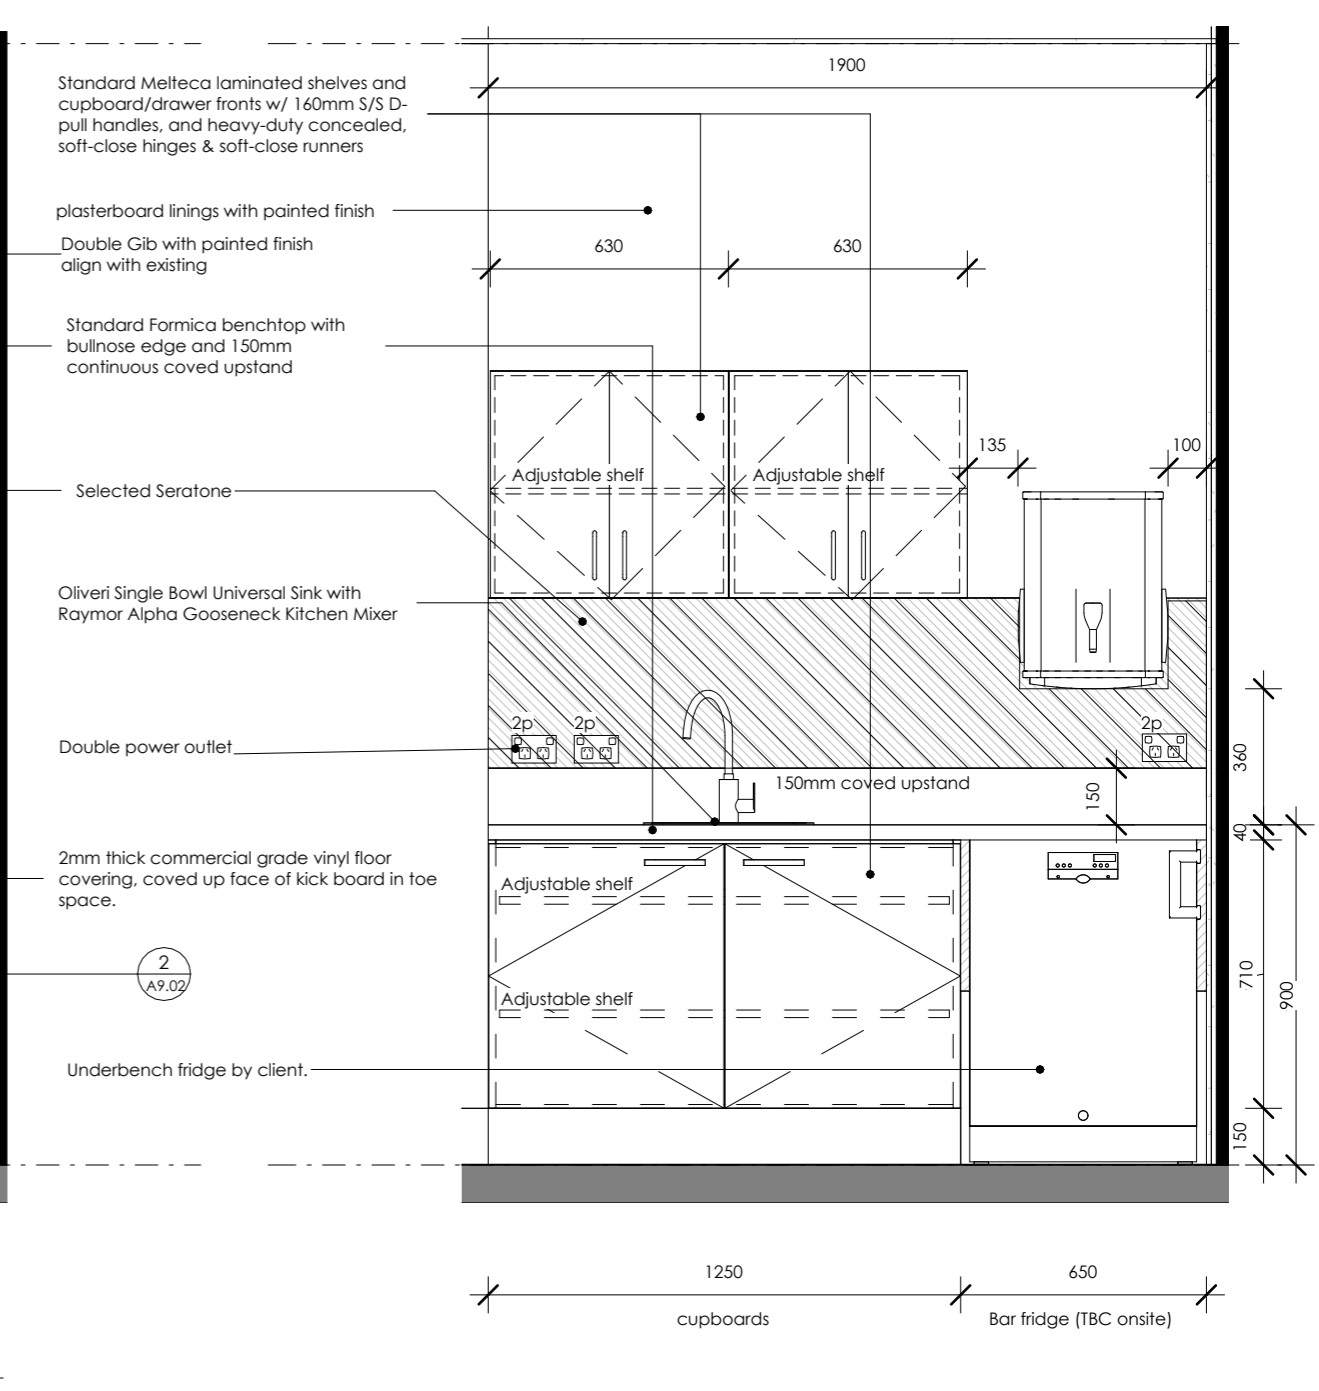 1900
Standard Melteca laminated shelves and
cupboard/drawer fronts w/ 160mm S/S D-
pull handles, and heavy-duty concealed,
soft-close hinges & soft-close runners
plasterboard linings with painted finish
Double Gib with painted finish
align with existing
630
630
Standard Formica benchtop with
bullnose edge and 150mm
continuous coved upstand
135
100
Adjustable shelf
Adjustable shelf
Selected Seratone
Oliveri Single Bowl Universal Sink with
Raymor Alpha Gooseneck Kitchen Mixer
2p
2p
2p
Double power outlet
360
150mm coved upstand
150
40
2mm thick commercial grade vinyl floor
covering, coved up face of kick board in toe
space.
Adjustable shelf
2
A9.02
710
900
Adjustable shelf
Underbench fridge by client.
150
1250
650
cupboards
Bar fridge (TBC onsite)